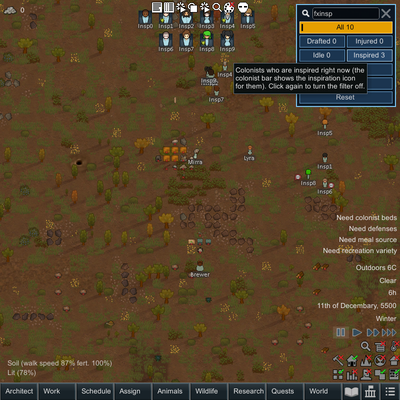 0
fxinsp
All 10
Drafted 0
Injured 0
Idle 0
Inspired 3
Colonists who are inspired right now (the
colonist bar shows the inspiration icon
for them). Click again to turn the filter off.
Reset
Insp0
Insp1
Insp2
Insp3
Insp4
Insp5
Insp6
Insp7
Insp8
Insp9
Insp4
Insp7
Insp5
Mirra
Lyra
Insp1
Insp8
Insp6
Brewer
Need colonist beds
Need defenses
Need meal source
Need recreation variety
Outdoors 6C
Clear
6h
11th of Decembary, 5500
Winter
Soil (walk speed 87% fert. 100%)
Lit (78%)
Architect
Work
Schedule
Assign
Animals
Wildlife
Research
Quests
World